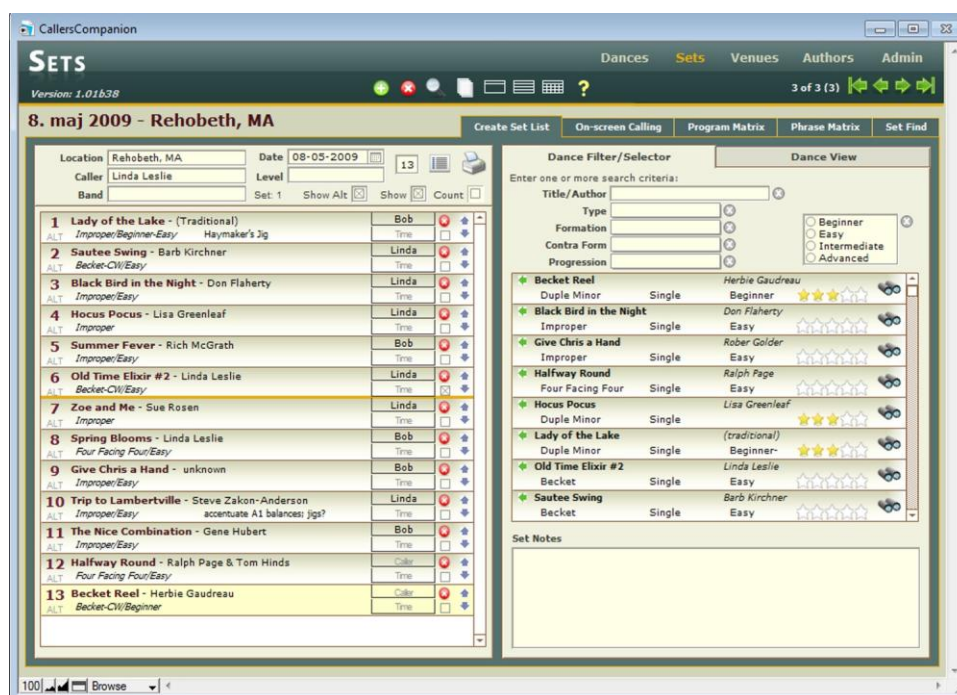 CallersCompanion
SETS
Dances Sets Venues Authors Admin
Version: 1.01b38
?
3 of 3 (3)
8. maj 2009 - Rehobeth, MA
Create Set List On-screen Calling Program Matrix Phrase Matrix Set Find
Location Rehobeth, MA Date 08-05-2009 13
Caller Linda Leslie Level
Band Set: 1 Show Alt Show Count
1 Lady of the Lake - (Traditional) Bob
ALT Improper/Beginner-Easy Haymaker's Jig Time
2 Sautee Swing - Barb Kirchner Linda
ALT Becket-CW/Easy Time
3 Black Bird in the Night - Don Flaherty Linda
ALT Improper/Easy Time
4 Hocus Pocus - Lisa Greenleaf Linda
ALT Improper Time
5 Summer Fever - Rich McGrath Bob
ALT Improper/Easy Time
6 Old Time Elixir #2 - Linda Leslie Linda
ALT Becket-CW/Easy Time
7 Zoe and Me - Sue Rosen Linda
ALT Improper Time
8 Spring Blooms - Linda Leslie Bob
ALT Four Facing Four/Easy Time
9 Give Chris a Hand - unknown Bob
ALT Improper/Easy Time
10 Trip to Lambertville - Steve Zakon-Anderson Linda
ALT Improper/Easy accentuate A1 balances; jigs? Time
11 The Nice Combination - Gene Hubert Bob
ALT Improper/Easy Time
12 Halfway Round - Ralph Page & Tom Hinds Caller
ALT Four Facing Four/Easy Time
13 Becket Reel - Herbie Gaudreau Caller
ALT Becket-CW/Beginner Time
Dance Filter/Selector Dance View
Enter one or more search criteria:
Title/Author
Type
Formation
Contra Form
Progression
Beginner
Easy
Intermediate
Advanced
Becket Reel Herbie Gaudreau
Duple Minor Single Beginner
Black Bird in the Night Don Flaherty
Improper Single Easy
Give Chris a Hand Rober Golder
Improper Single Easy
Halfway Round Ralph Page
Four Facing Four Single Easy
Hocus Pocus Lisa Greenleaf
Duple Minor Single
Lady of the Lake (traditional)
Duple Minor Single Beginner-
Old Time Elixir #2 Linda Leslie
Becket Single Easy
Sautee Swing Barb Kirchner
Becket Single Easy
Set Notes
100 Browse